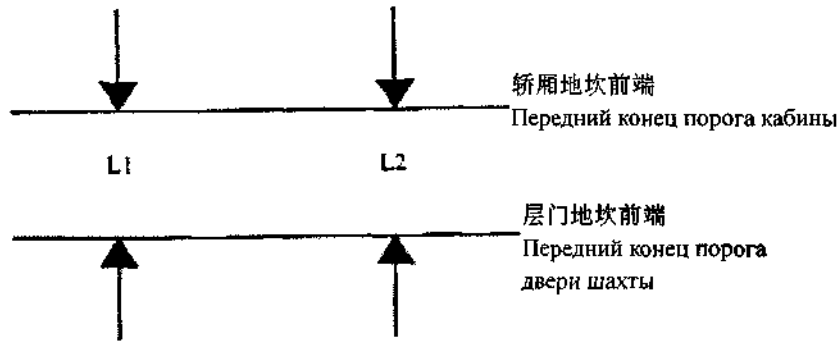 轿厢地坎前端
Передний конец порога кабины
L1
L2
层门地坎前端
Передний конец порога
двери шахты